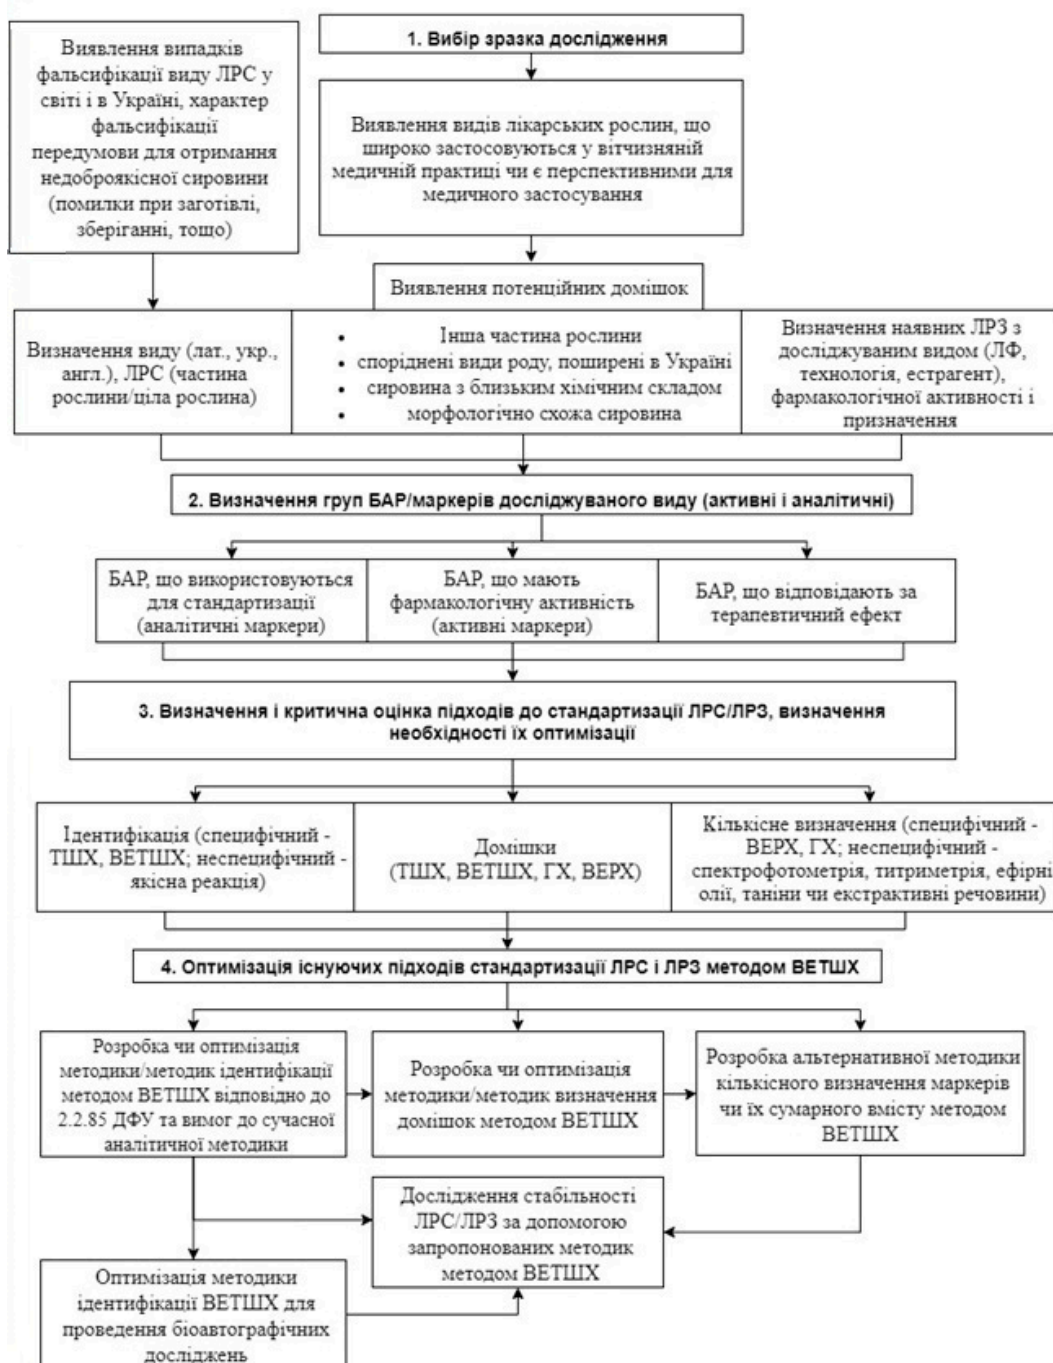 Виявлення випадків
фальсифікації виду ЛРС у
світі і в Україні, характер
фальсифікації
передумови для отримання
недоброякісної сировини
(помилки при заготівлі,
зберіганні, тощо)
1. Вибір зразка дослідження
Виявлення видів лікарських рослин, що
широко застосовуються у вітчизняній
медичній практиці чи є перспективними для
медичного застосування
Виявлення потенційних домішок
Визначення виду (лат., укр.,
англ.), ЛРС (частина
рослини/ціла рослина)
• Інша частина рослини
• споріднені види роду, поширені в Україні
• сировина з близьким хімічним складом
• морфологічно схожа сировина
Визначення наявних ЛРЗ з
досліджуваним видом (ЛФ,
технологія, естрагент),
фармакологічної активності і
призначення
2. Визначення груп БАР/маркерів досліджуваного виду (активні і аналітичні)
БАР, що використовуються
для стандартизації
(аналітичні маркери)
БАР, що мають
фармакологічну активність
(активні маркери)
БАР, що відповідають за
терапевтичний ефект
3. Визначення і критична оцінка підходів до стандартизації ЛРС/ЛРЗ, визначення
необхідності їх оптимізації
Ідентифікація (специфічний -
ТШХ, ВЕТШХ; неспецифічний -
якісна реакція)
Домішки
(ТШХ, ВЕТШХ, ГХ, ВЕРХ)
Кількісне визначення (специфічний -
ВЕРХ, ГХ; неспецифічний -
спектрофотометрія, титриметрія, ефірні
олії, таніни чи екстрактивні речовини)
4. Оптимізація існуючих підходів стандартизації ЛРС і ЛРЗ методом ВЕТШХ
Розробка чи оптимізація
методики/методик ідентифікації
методом ВЕТШХ відповідно до
2.2.85 ДФУ та вимог до сучасної
аналітичної методики
Розробка чи оптимізація
методики/методик визначення
домішок методом ВЕТШХ
Розробка альтернативної методики
кількісного визначення маркерів
чи їх сумарного вмісту методом
ВЕТШХ
Дослідження стабільності
ЛРС/ЛРЗ за допомогою
запропонованих методик
методом ВЕТШХ
Оптимізація методики
ідентифікації ВЕТШХ для
проведення біоавтографічних
досліджень